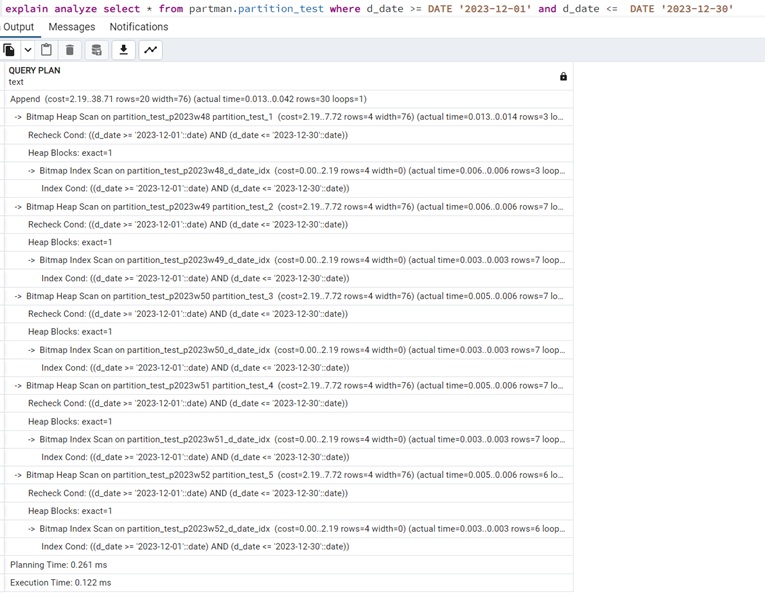 explain analyze select * from partman.partition_test where d_date >= DATE '2023-12-01' and d_date <=  DATE '2023-12-30'
Output Messages Notifications
QUERY PLAN
text
Append (cost=2.19..38.71 rows=20 width=76) (actual time=0.013..0.042 rows=30 loops=1)
-> Bitmap Heap Scan on partition_test_p2023w48 partition_test_1 (cost=2.19..7.72 rows=4 width=76) (actual time=0.013..0.014 rows=3 lo...
Recheck Cond: ((d_date >= '2023-12-01'::date) AND (d_date <= '2023-12-30'::date))
Heap Blocks: exact=1
-> Bitmap Index Scan on partition_test_p2023w48_d_date_idx (cost=0.00..2.19 rows=4 width=0) (actual time=0.006..0.006 rows=3 loop...
Index Cond: ((d_date >= '2023-12-01'::date) AND (d_date <= '2023-12-30'::date))
-> Bitmap Heap Scan on partition_test_p2023w49 partition_test_2 (cost=2.19..7.72 rows=4 width=76) (actual time=0.006..0.006 rows=7 lo...
Recheck Cond: ((d_date >= '2023-12-01'::date) AND (d_date <= '2023-12-30'::date))
Heap Blocks: exact=1
-> Bitmap Index Scan on partition_test_p2023w49_d_date_idx (cost=0.00..2.19 rows=4 width=0) (actual time=0.003..0.003 rows=7 loop...
Index Cond: ((d_date >= '2023-12-01'::date) AND (d_date <= '2023-12-30'::date))
-> Bitmap Heap Scan on partition_test_p2023w50 partition_test_3 (cost=2.19..7.72 rows=4 width=76) (actual time=0.005..0.006 rows=7 lo...
Recheck Cond: ((d_date >= '2023-12-01'::date) AND (d_date <= '2023-12-30'::date))
Heap Blocks: exact=1
-> Bitmap Index Scan on partition_test_p2023w50_d_date_idx (cost=0.00..2.19 rows=4 width=0) (actual time=0.003..0.003 rows=7 loop...
Index Cond: ((d_date >= '2023-12-01'::date) AND (d_date <= '2023-12-30'::date))
-> Bitmap Heap Scan on partition_test_p2023w51 partition_test_4 (cost=2.19..7.72 rows=4 width=76) (actual time=0.005..0.006 rows=7 lo...
Recheck Cond: ((d_date >= '2023-12-01'::date) AND (d_date <= '2023-12-30'::date))
Heap Blocks: exact=1
-> Bitmap Index Scan on partition_test_p2023w51_d_date_idx (cost=0.00..2.19 rows=4 width=0) (actual time=0.003..0.003 rows=7 loop...
Index Cond: ((d_date >= '2023-12-01'::date) AND (d_date <= '2023-12-30'::date))
-> Bitmap Heap Scan on partition_test_p2023w52 partition_test_5 (cost=2.19..7.72 rows=4 width=76) (actual time=0.005..0.006 rows=6 lo...
Recheck Cond: ((d_date >= '2023-12-01'::date) AND (d_date <= '2023-12-30'::date))
Heap Blocks: exact=1
-> Bitmap Index Scan on partition_test_p2023w52_d_date_idx (cost=0.00..2.19 rows=4 width=0) (actual time=0.003..0.003 rows=6 loop...
Index Cond: ((d_date >= '2023-12-01'::date) AND (d_date <= '2023-12-30'::date))
Planning Time: 0.261 ms
Execution Time: 0.122 ms